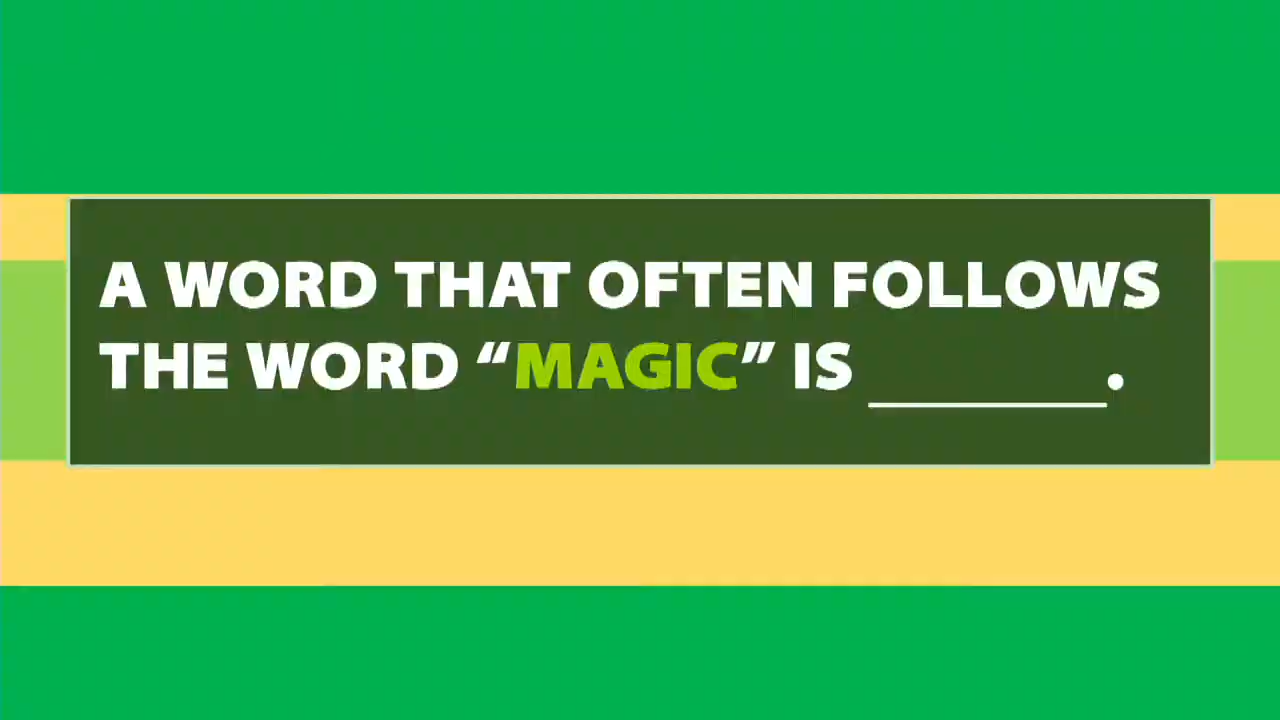 A WORD THAT OFTEN FOLLOWS
THE WORD “MAGIC” IS ________.